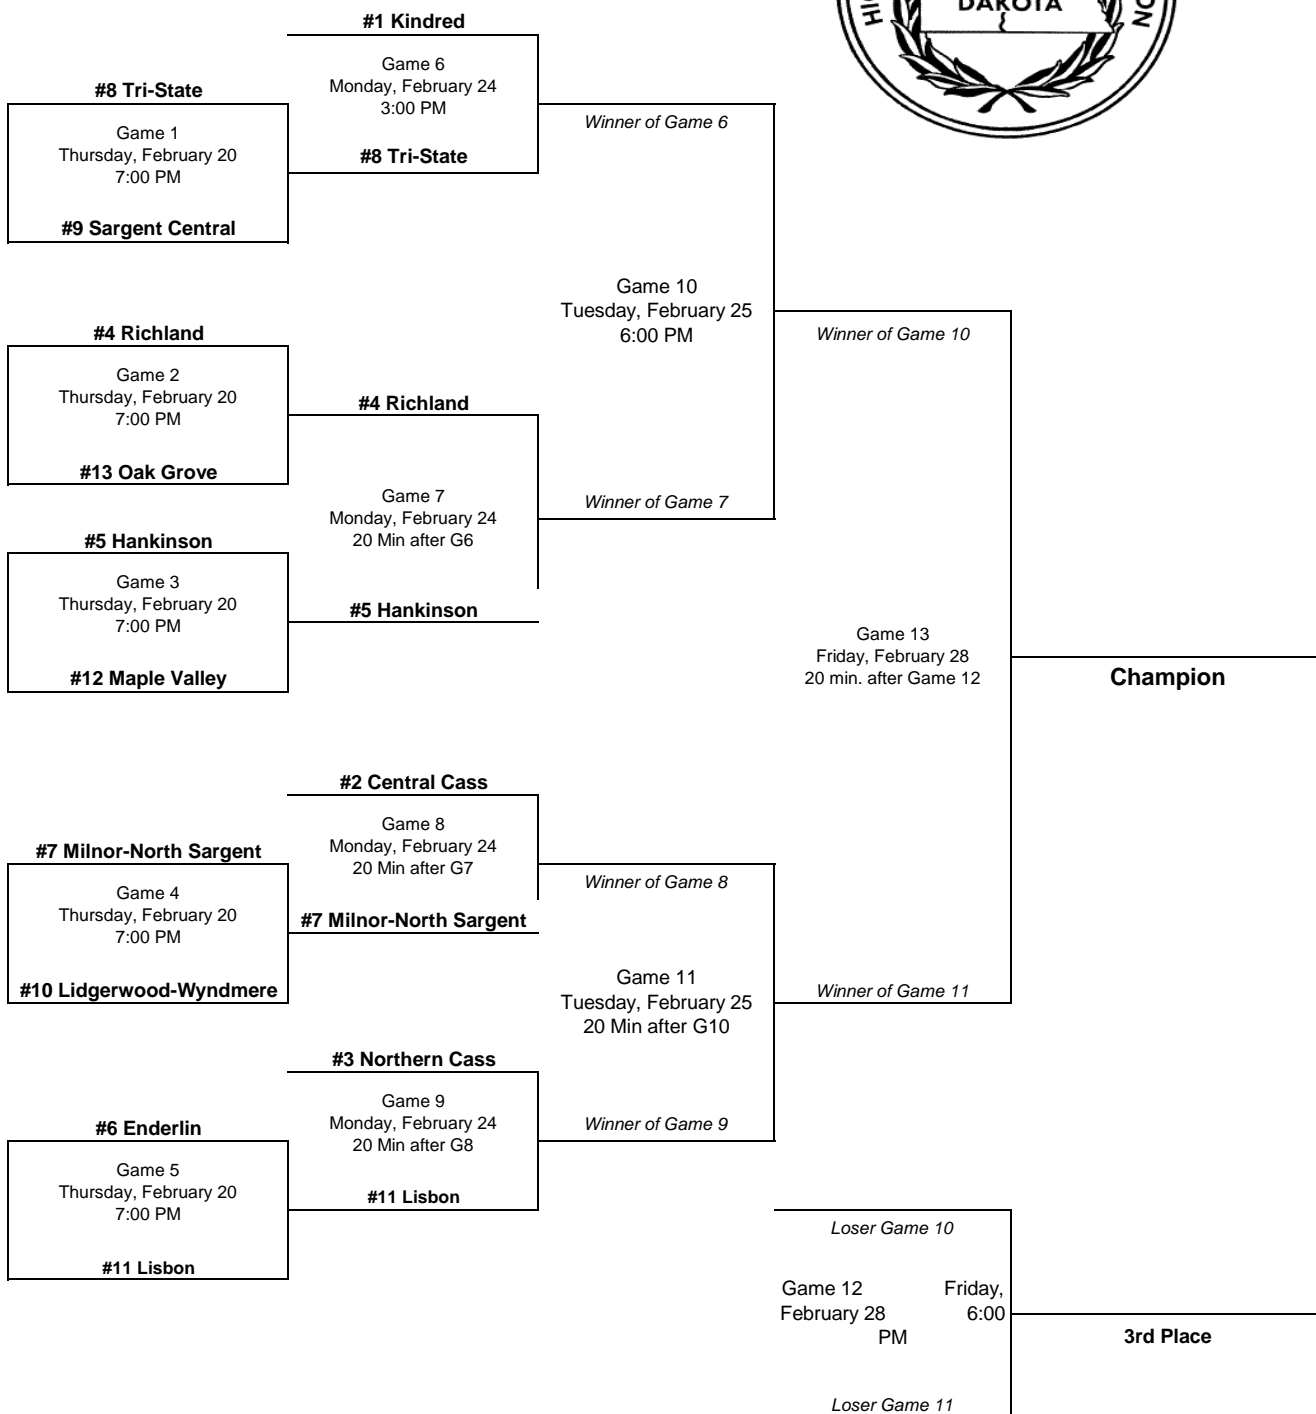 DAKOTA
#1 Kindred
Game 6
Monday, February 24
3:00 PM
#8 Tri-State
Game 1
Thursday, February 20
7:00 PM
#9 Sargent Central
#8 Tri-State
Winner of Game 6
Game 10
Tuesday, February 25
6:00 PM
#4 Richland
Game 2
Thursday, February 20
7:00 PM
#13 Oak Grove
#4 Richland
Game 7
Monday, February 24
20 Min after G6
#5 Hankinson
Winner of Game 7
Winner of Game 10
#5 Hankinson
Game 3
Thursday, February 20
7:00 PM
#12 Maple Valley
Game 13
Friday, February 28
20 min. after Game 12
Champion
#2 Central Cass
Game 8
Monday, February 24
20 Min after G7
#7 Milnor-North Sargent
Game 4
Thursday, February 20
7:00 PM
#10 Lidgerwood-Wyndmere
#7 Milnor-North Sargent
Winner of Game 8
Game 11
Tuesday, February 25
20 Min after G10
Winner of Game 11
#3 Northern Cass
Game 9
Monday, February 24
20 Min after G8
#6 Enderlin
Game 5
Thursday, February 20
7:00 PM
#11 Lisbon
#11 Lisbon
Winner of Game 9
Loser Game 10
Game 12 Friday,
February 28 6:00
PM
3rd Place
Loser Game 11